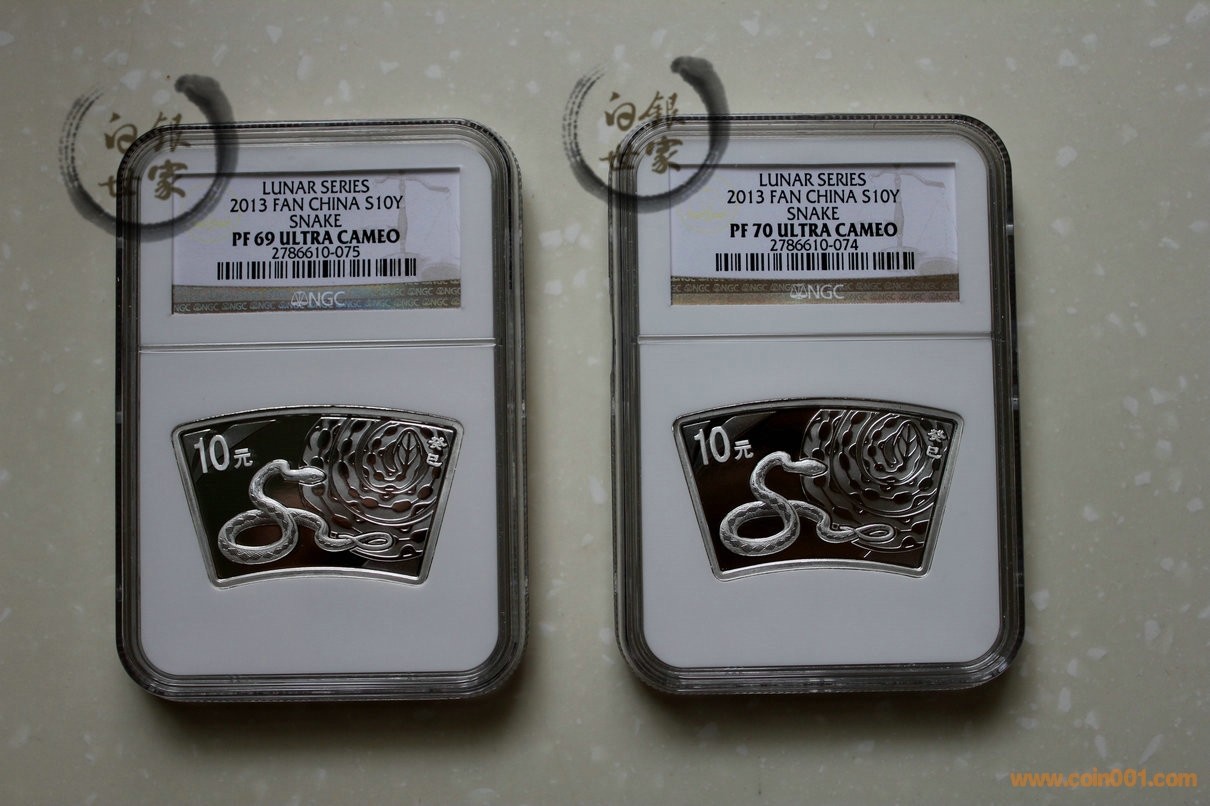 白銀
世家
LUNAR SERIES
2013 FAN CHINA S10Y
SNAKE
PF 69 ULTRA CAMEO
2786610-075
NGC
10元
癸巳
白銀
世家
LUNAR SERIES
2013 FAN CHINA S10Y
SNAKE
PF 70 ULTRA CAMEO
2786610-074
NGC
10元
癸巳
www.coin001.com